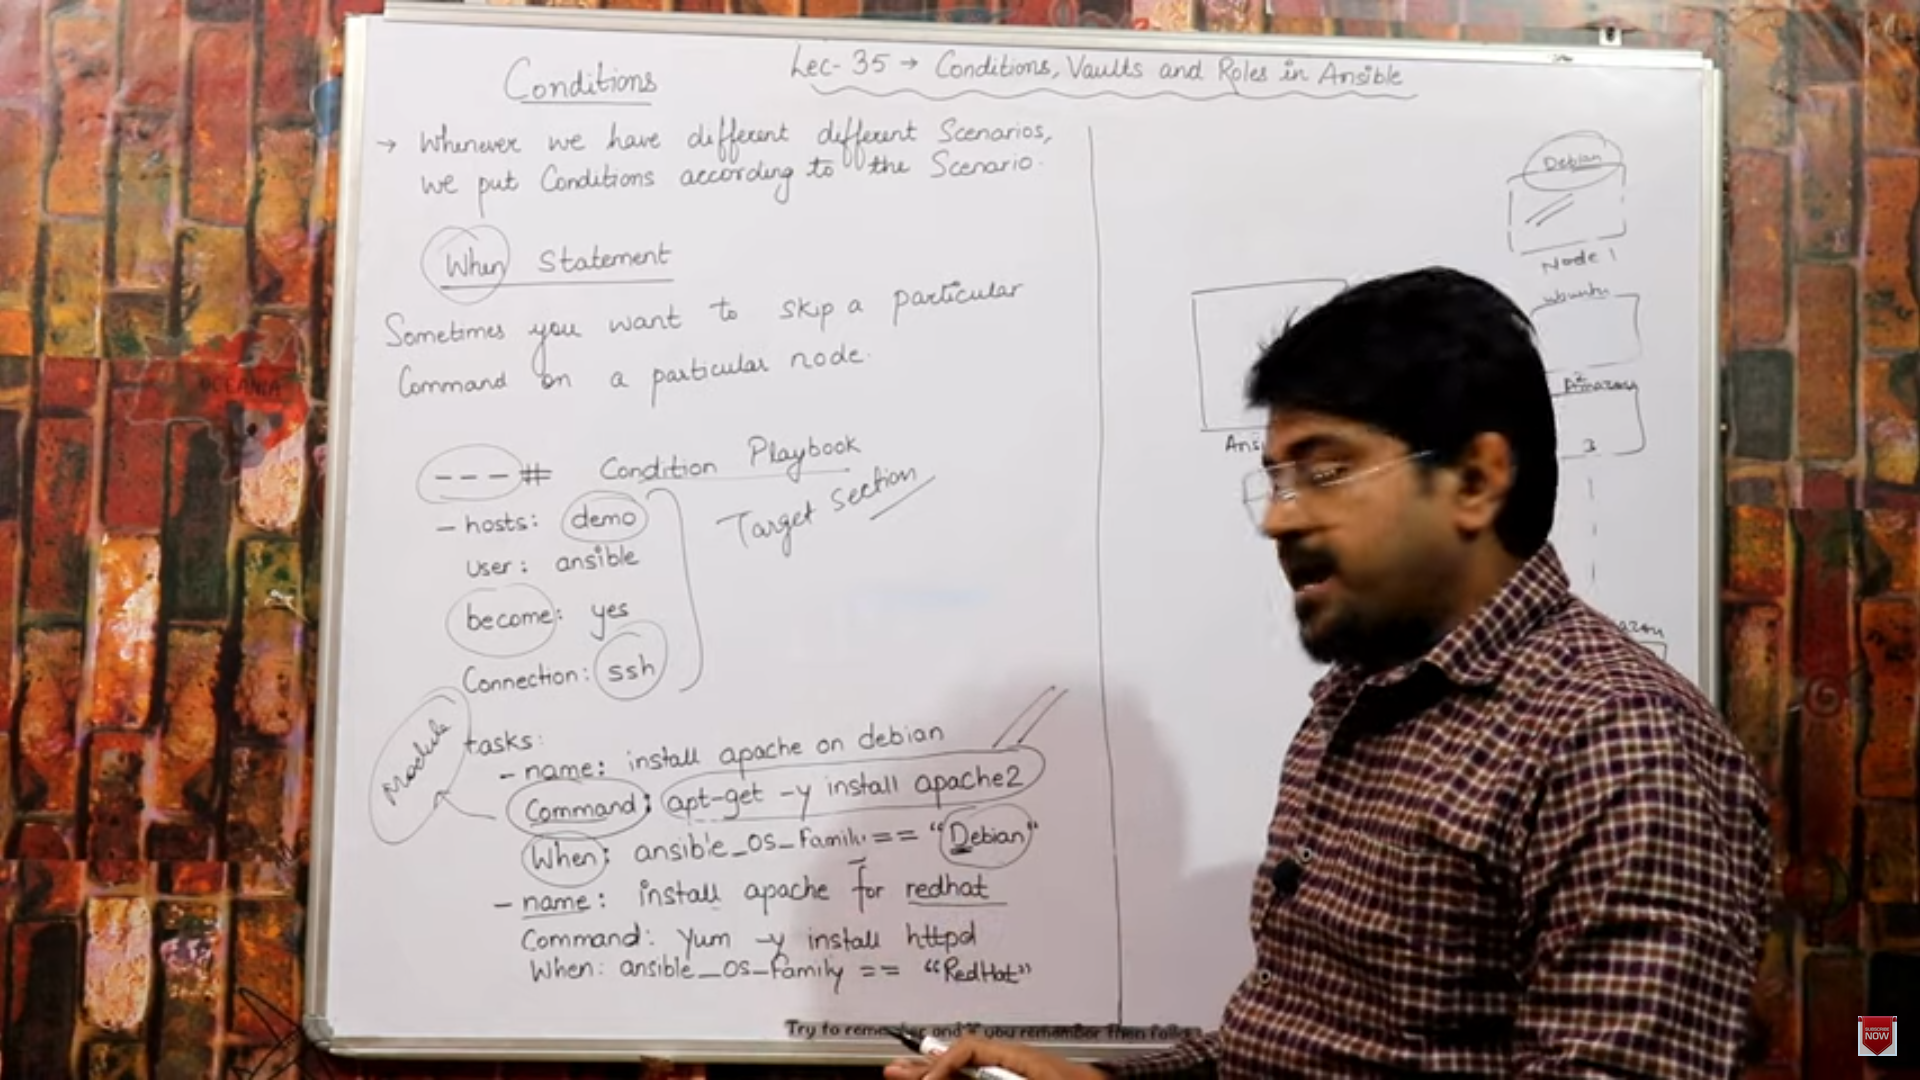 Lec-35 → Conditions, Vaults and Roles in Ansible
Conditions
→ Whenever we have different different Scenarios,
we put Conditions according to the Scenario.
When Statement
Sometimes you want to skip a particular
Command on a particular node.
---# Condition Playbook
- hosts: demo
user: ansible
become: yes
Connection: ssh
Target Section
Module
tasks:
- name: install apache on debian
Command: apt-get -y install apache2
When: ansible_os_Family == "Debian"
- name: install apache for redhat
Command: yum -y install httpd
When: ansible_os_Family == "RedHat"
Debian
Node 1
ubuntu
2
Amazon
3
Try to remember and if you remember then
OCEANIA
SUBSCRIBE
NOW